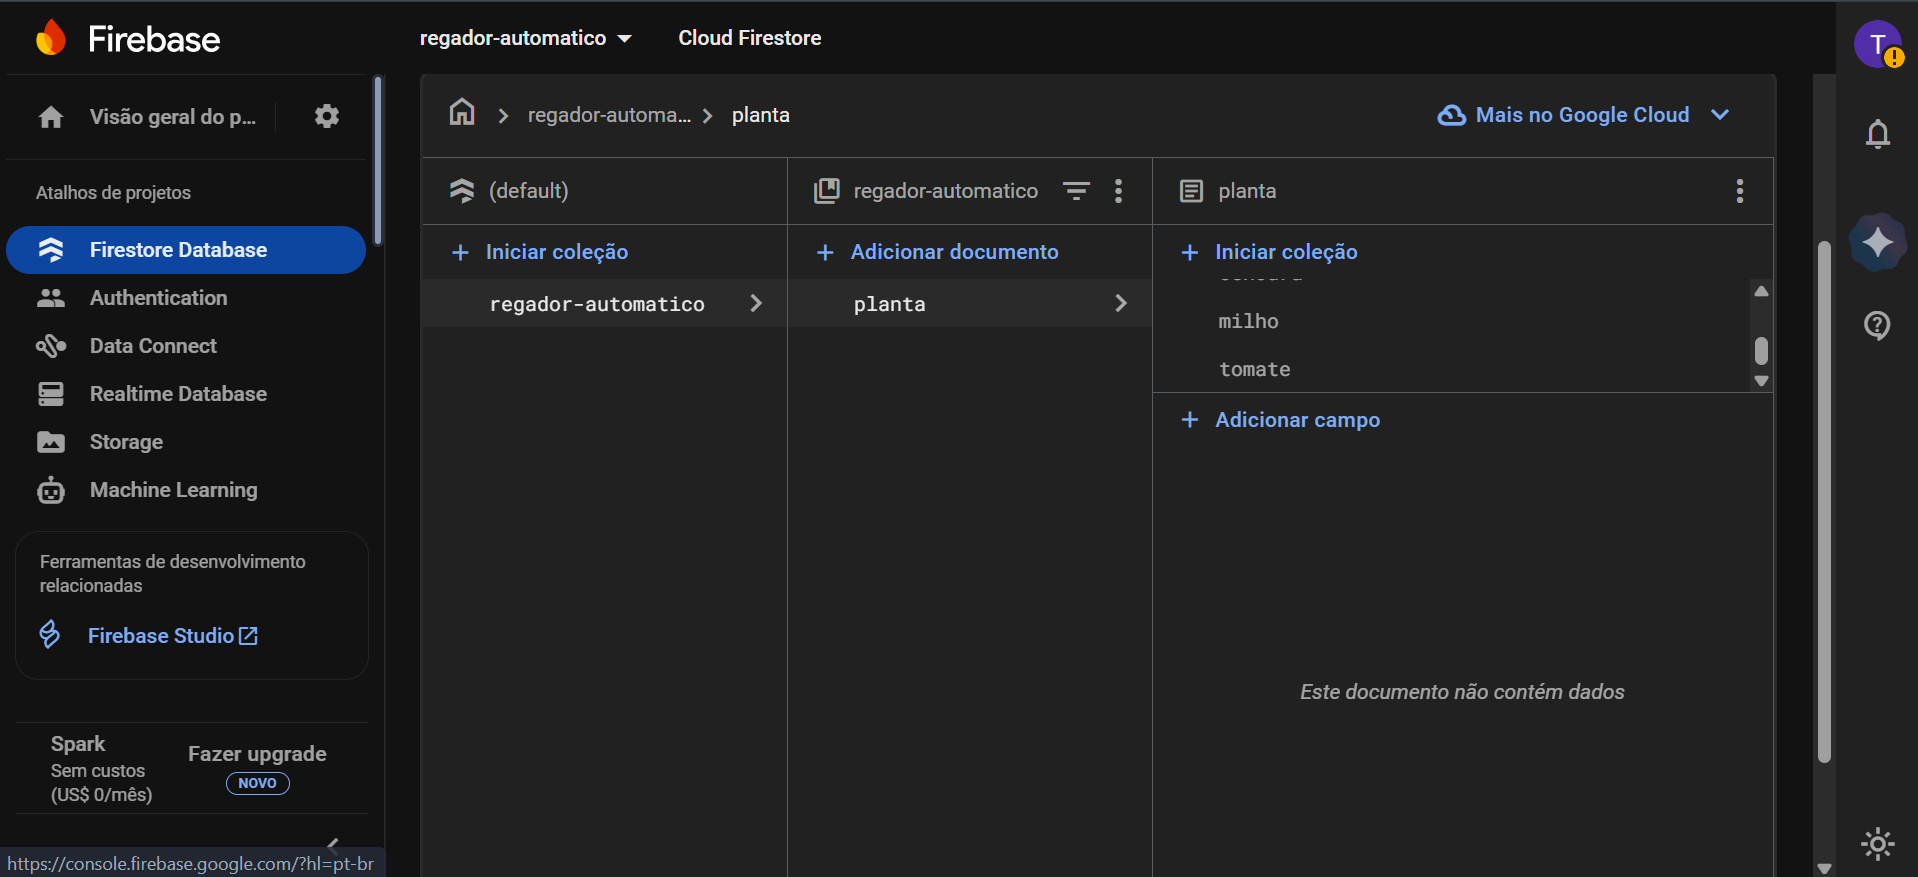 Firebase
regador-automatico
Cloud Firestore
T
Visão geral do p...
regador-automa...
planta
Mais no Google Cloud
Atalhos de projetos
(default)
regador-automatico
planta
Firestore Database
Iniciar coleção
Adicionar documento
Iniciar coleção
Authentication
regador-automatico
planta
milho
Data Connect
tomate
Realtime Database
Adicionar campo
Storage
Machine Learning
Ferramentas de desenvolvimento
relacionadas
Firebase Studio
Este documento não contém dados
Spark
Sem custos
(US$ 0/mês)
Fazer upgrade
NOVO
https://console.firebase.google.com/?hl=pt-br